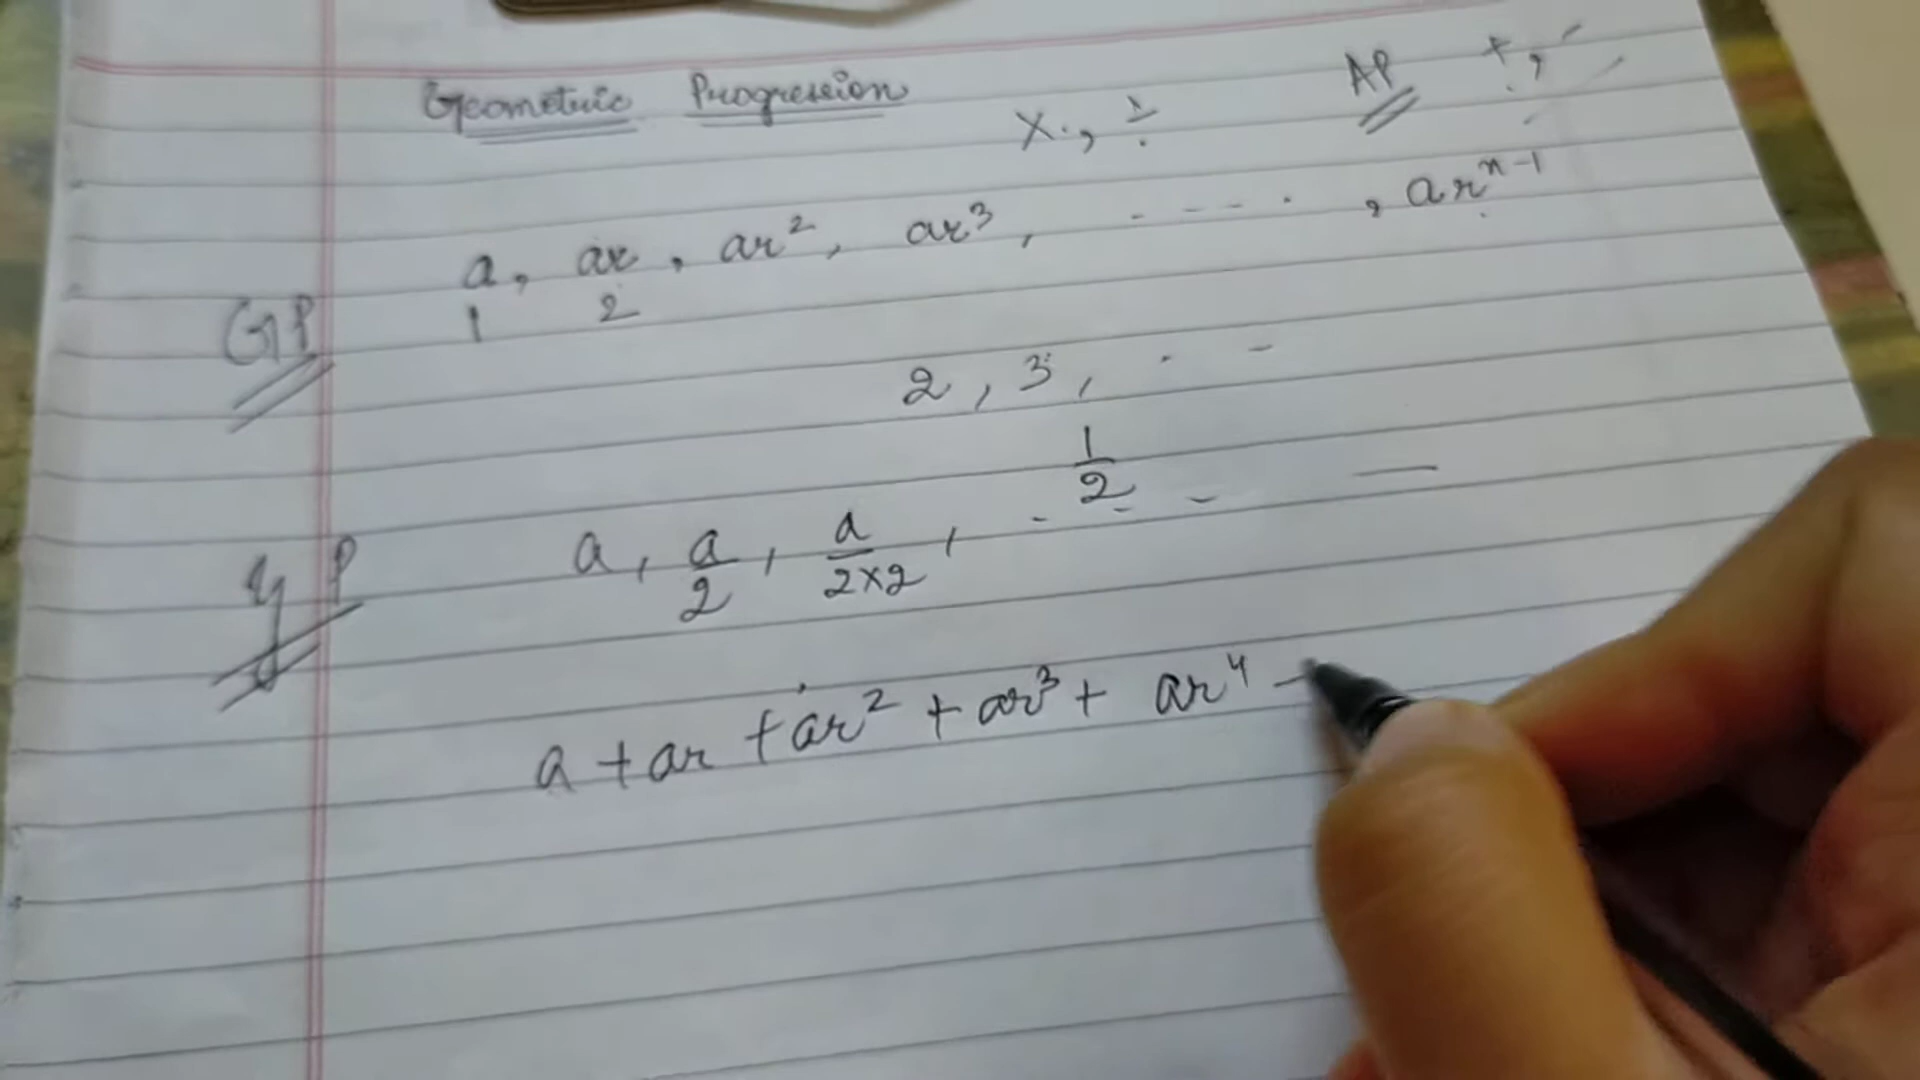 Geometric Progression
×, ÷
AP +, -
a, ar, ar², ar³, - - - - ·, arⁿ⁻¹
1 2
GP
2, 3, - -
1/2
a, a/2, a/2×2, - - -
P
a + ar + ar² + ar³ + ar⁴ -